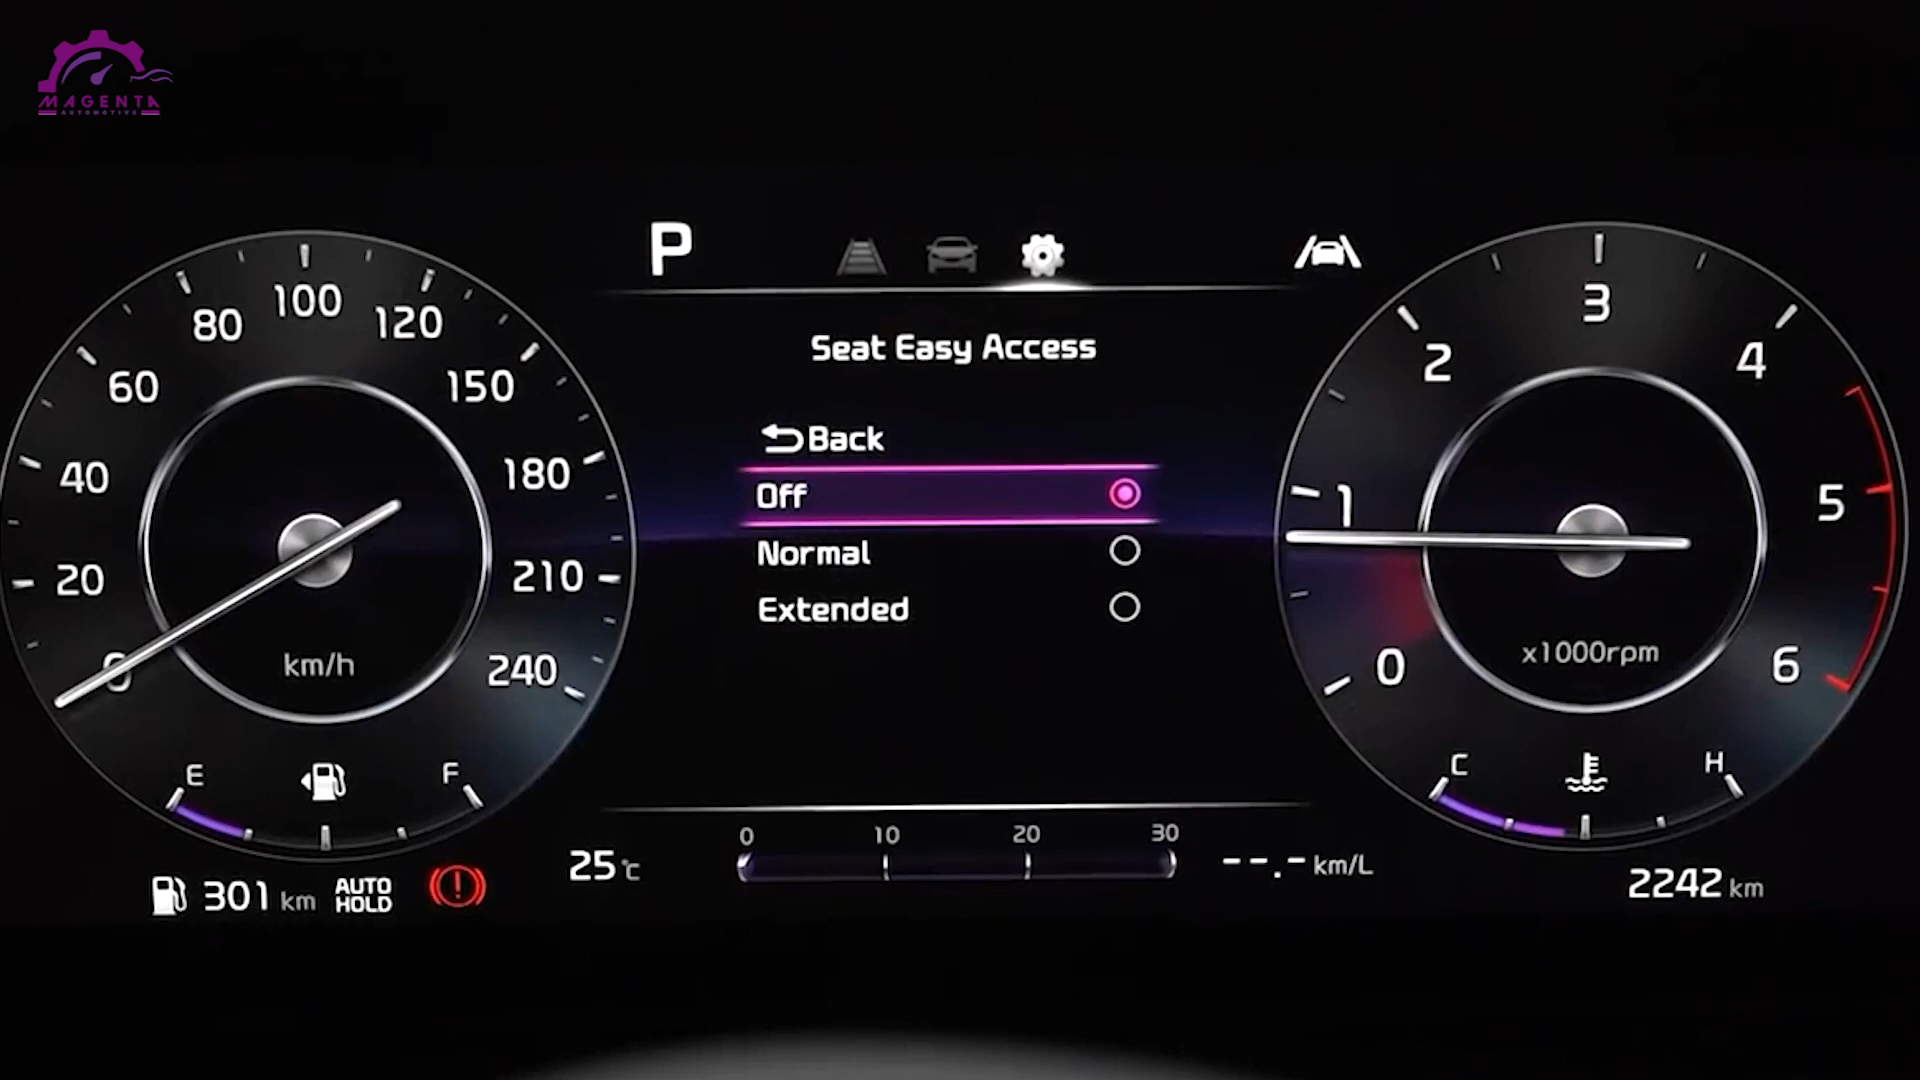 MAGENTA
AUTOMOTIVE
P
Seat Easy Access
Back
Off
Normal
Extended
0
20
40
60
80
100
120
150
180
210
240
km/h
E
F
0
1
2
3
4
5
6
x1000rpm
C
H
301 km
AUTO
HOLD
25℃
0 10 20 30
--.- km/L
2242 km